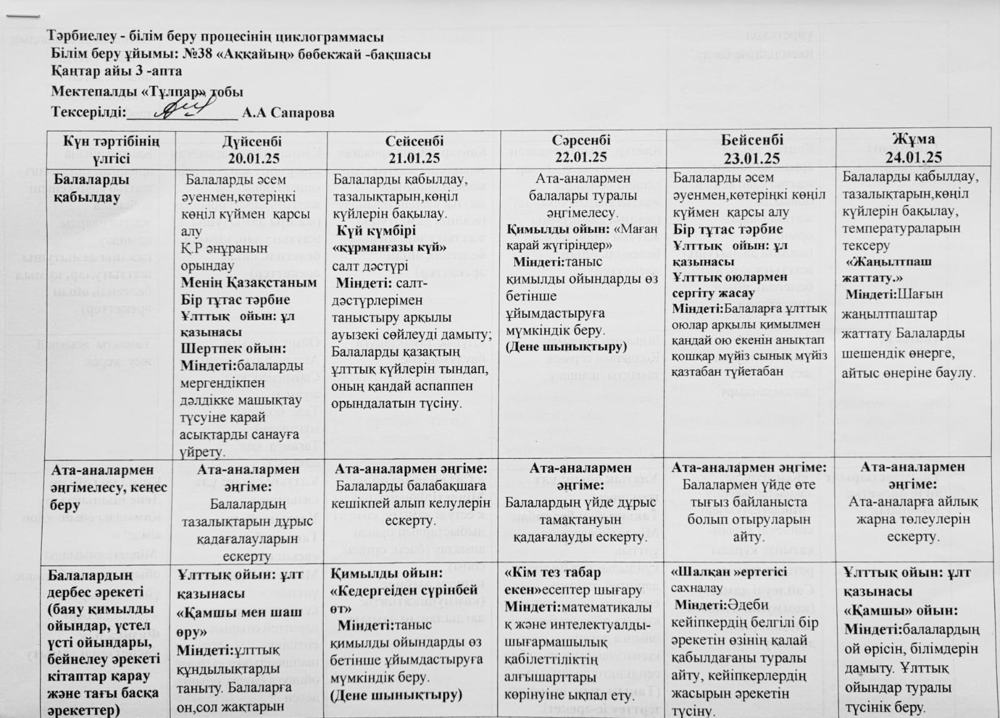 Тәрбиелеу - білім беру процесінің циклограммасы
Білім беру ұйымы: №38 «Аққайың» бөбекжай -бақшасы
Қаңтар айы 3 -апта
Мектепалды «Тұлпар» тобы
Тексерілді:_______________ А.А Сапарова
Күн тәртібінің
үлгісі
Дүйсенбі
20.01.25
Сейсенбі
21.01.25
Сәрсенбі
22.01.25
Бейсенбі
23.01.25
Жұма
24.01.25
Балаларды
қабылдау
Балаларды әсем
әуенмен,көтеріңкі
көңіл күймен қарсы
алу
Қ.Р әнұранын
орындау
Менің Қазақстаным
Бір тұтас тәрбие
Ұлттық ойын: ұл
қазынасы
Шертпек ойын:
Міндеті:балаларды
мергендікпен
дәлдікке машықтау
түсуіне қарай
асықтарды санауға
үйрету.
Балаларды қабылдау,
тазалықтарын,көңіл
күйлерін бақылау.
Күй күмбірі
«құрманғазы күй»
салт дәстүрі
Міндеті: салт-
дәстүрлерімен
таныстыру арқылы
ауызекі сөйлеуді дамыту;
Балаларды қазақтың
ұлттық күйлерін тындап,
оның қандай аспаппен
орындалатын түсіну.
Ата-аналармен
балалары туралы
әңгімелесу.
Қимылды ойын: «Маған
қарай жүгіріңдер»
Міндеті:таныс
қимылды ойындарды өз
бетінше
ұйымдастыруға
мүмкіндік беру.
(Дене шынықтыру)
Балаларды әсем
әуенмен,көтеріңкі көңіл
күймен қарсы алу
Бір тұтас тәрбие
Ұлттық ойын: ұл
қазынасы
Ұлттық оюлармен
сергіту жасау
Міндеті:Балаларға ұлттық
оюлар арқылы қимылмен
қандай ою екенін анықтап
қошқар мүйіз сынық мүйіз
қазтабан түйетабан
Балаларды қабылдау,
тазалықтарын,көңіл
күйлерін бақылау,
температураларын
тексеру
«Жаңылтпаш
жаттату.»
Міндеті:Шағын
жаңылтпаштар
жаттату Балаларды
шешендік өнерге,
айтыс өнеріне баулу.
Ата-аналармен
әңгімелесу, кеңес
беру
Ата-аналармен
әңгіме:
Балалардың
тазалықтарын дұрыс
қадағалауларын
ескерту
Ата-аналармен әңгіме:
Балаларды балабақшаға
кешікпей алып келулерін
ескерту.
Ата-аналармен
әңгіме:
Балалардың үйде дұрыс
тамақтануын
қадағалауды ескерту.
Ата-аналармен әңгіме:
Балалармен үйде өте
тығыз байланыста
болып отыруларын
айту.
Ата-аналармен
әңгіме:
Ата-аналарға айлық
жарна төлеулерін
ескерту.
Балалардың
дербес әрекеті
(баяу қимылды
ойындар, үстел
үсті ойындары,
бейнелеу әрекеті
кітаптар қарау
және тағы басқа
әрекеттер)
Ұлттық ойын: ұлт
қазынасы
«Қамшы мен шаш
өру»
Міндеті:ұлттық
құндылықтарды
таныту. Балаларға
он,сол жақтарын
Қимылды ойын:
«Кедергеіден сүрінбей
өт»
Міндеті:таныс
қимылды ойындарды өз
бетінше ұйымдастыруға
мүмкіндік беру.
(Дене шынықтыру)
«Кім тез табар
екен»есептер шығару
Міндеті:математикалы
қ және интелектуалды-
шығармашылық
қабілеттіліктің
алғышарттары
көрінуіне ықпал ету.
«Шалқан »ертегісі
сахналау
Міндеті:Әдеби
кейіпкердің белгілі бір
әрекетін өзінің қалай
қабылдағаны туралы
айту, кейіпкерлердің
жасырын әрекетін
түсіну.
Ұлттық ойын: ұлт
қазынасы
«Қамшы» ойын:
Міндеті:балалардың
ой өрісін, білімдерін
дамыту. Ұлттық
ойындар туралы
түсінік беру.